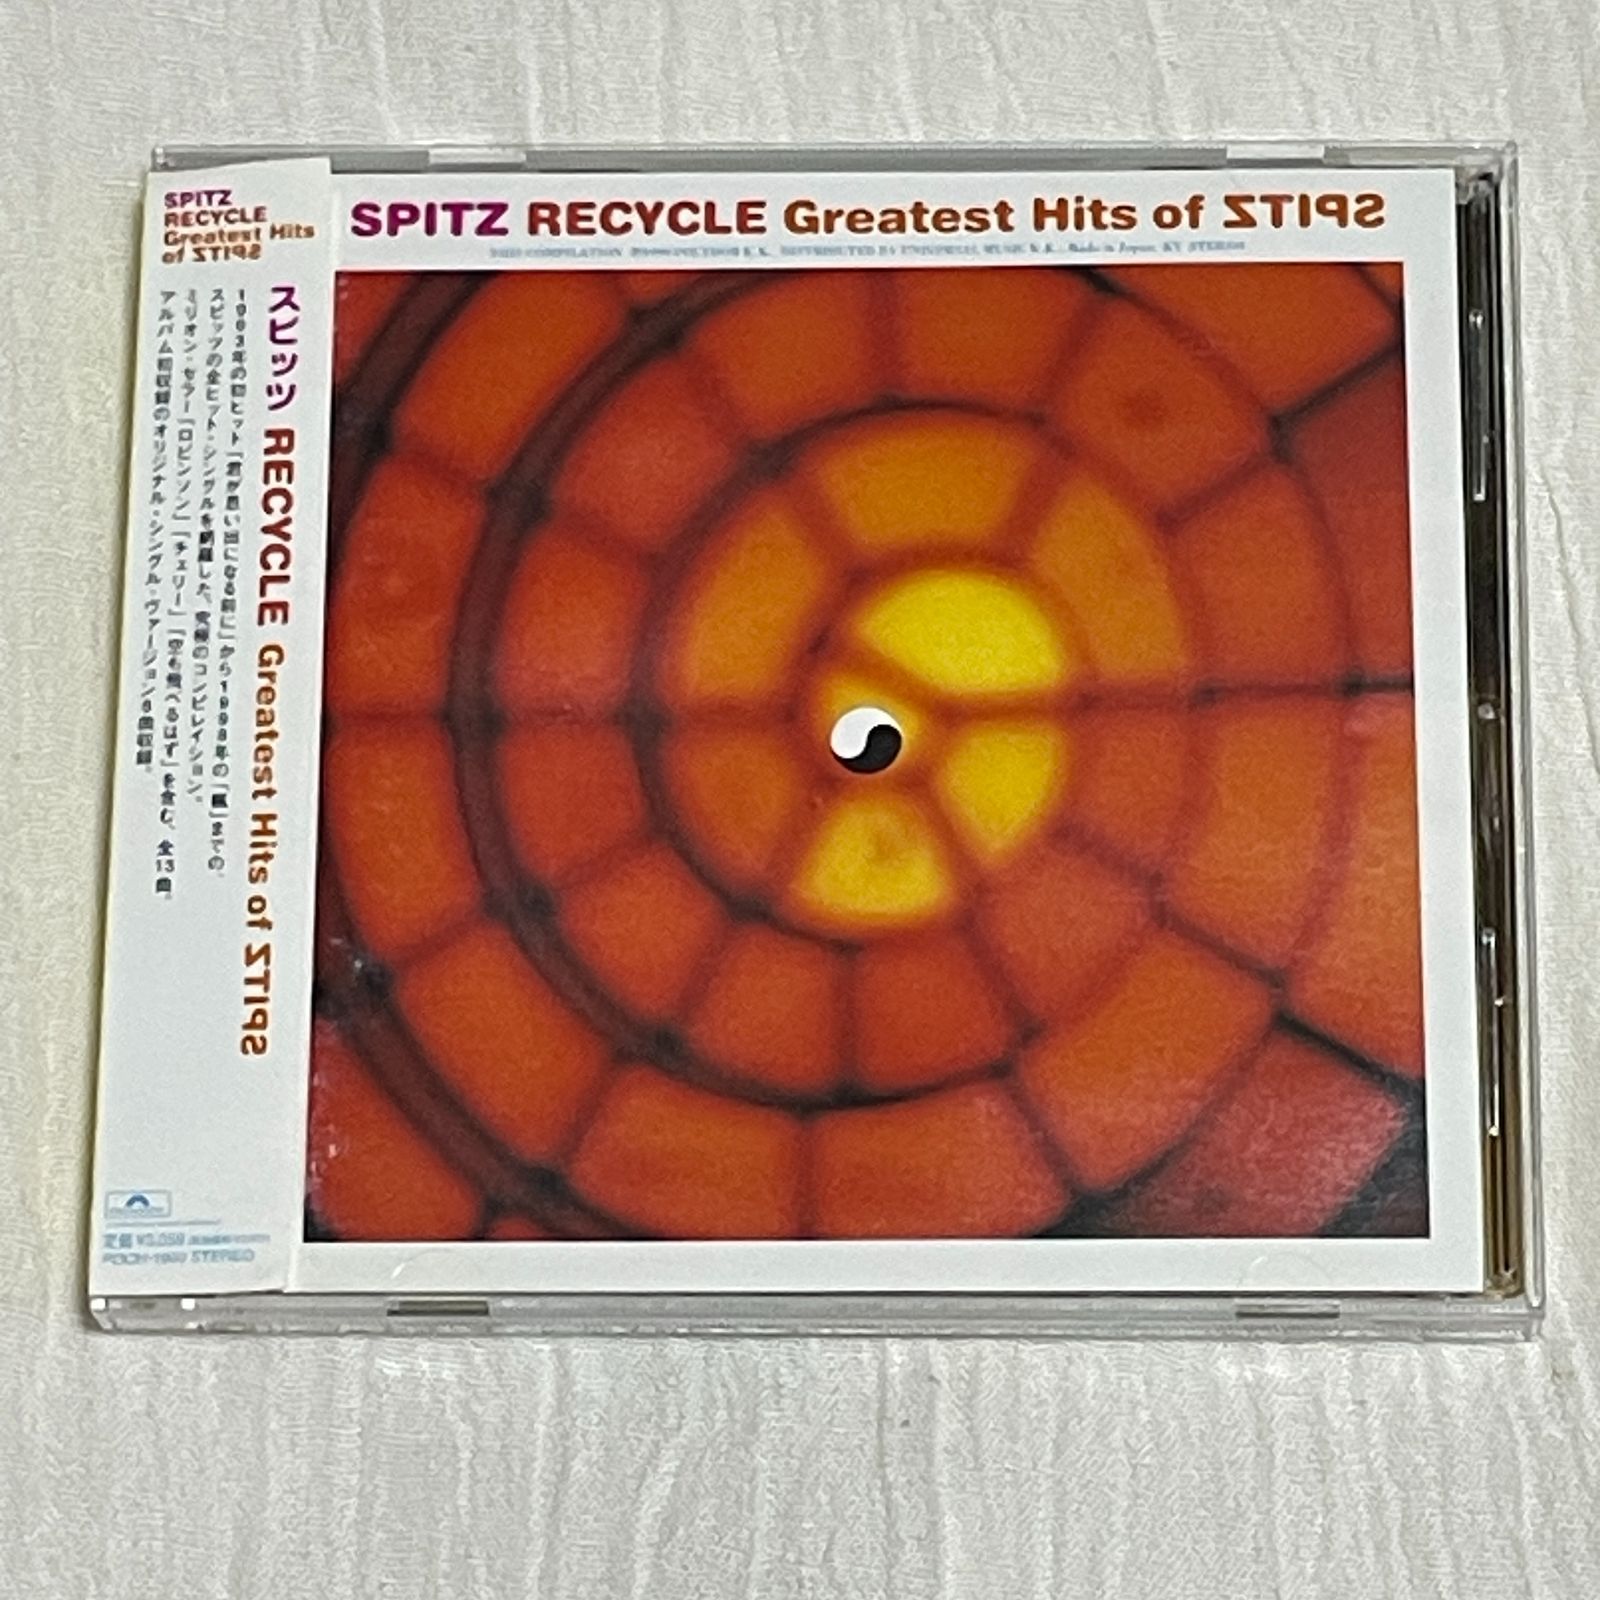 SPITZ
RECYCLE
Greatest Hits
of SPITZ
SPITZ RECYCLE Greatest Hits of SPITZ
スピッツ RECYCLE Greatest Hits of SPITZ
1993年の初ヒット「君が思い出になる前に」から1998年の「楓」までの、
スピッツの全ヒット・シングルを網羅した、究極のコンピレイション。
ミリオン・セラー「ロビンソン」「チェリー」「空も飛べるはず」を含む、全13曲。
アルバム初収録のオリジナル・シングル・ヴァージョン6曲収録。
定価¥3,059
STEREO